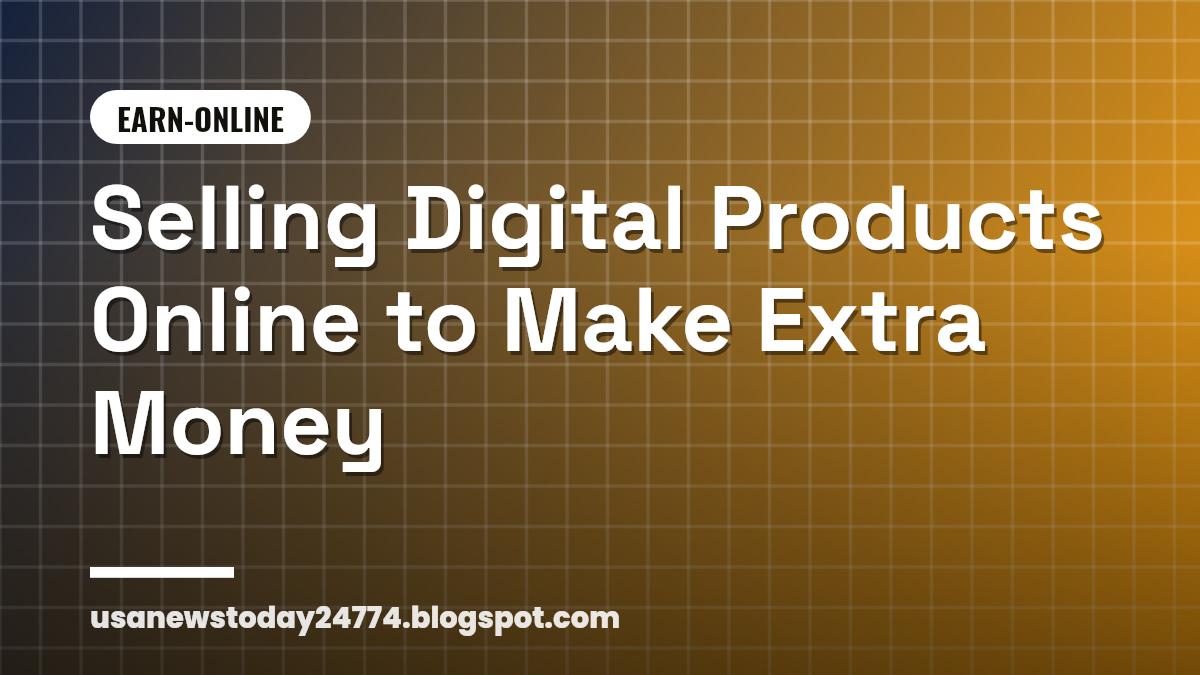 EARN-ONLINE
Selling Digital Products
Online to Make Extra
Money
usanewstoday24774.blogspot.com